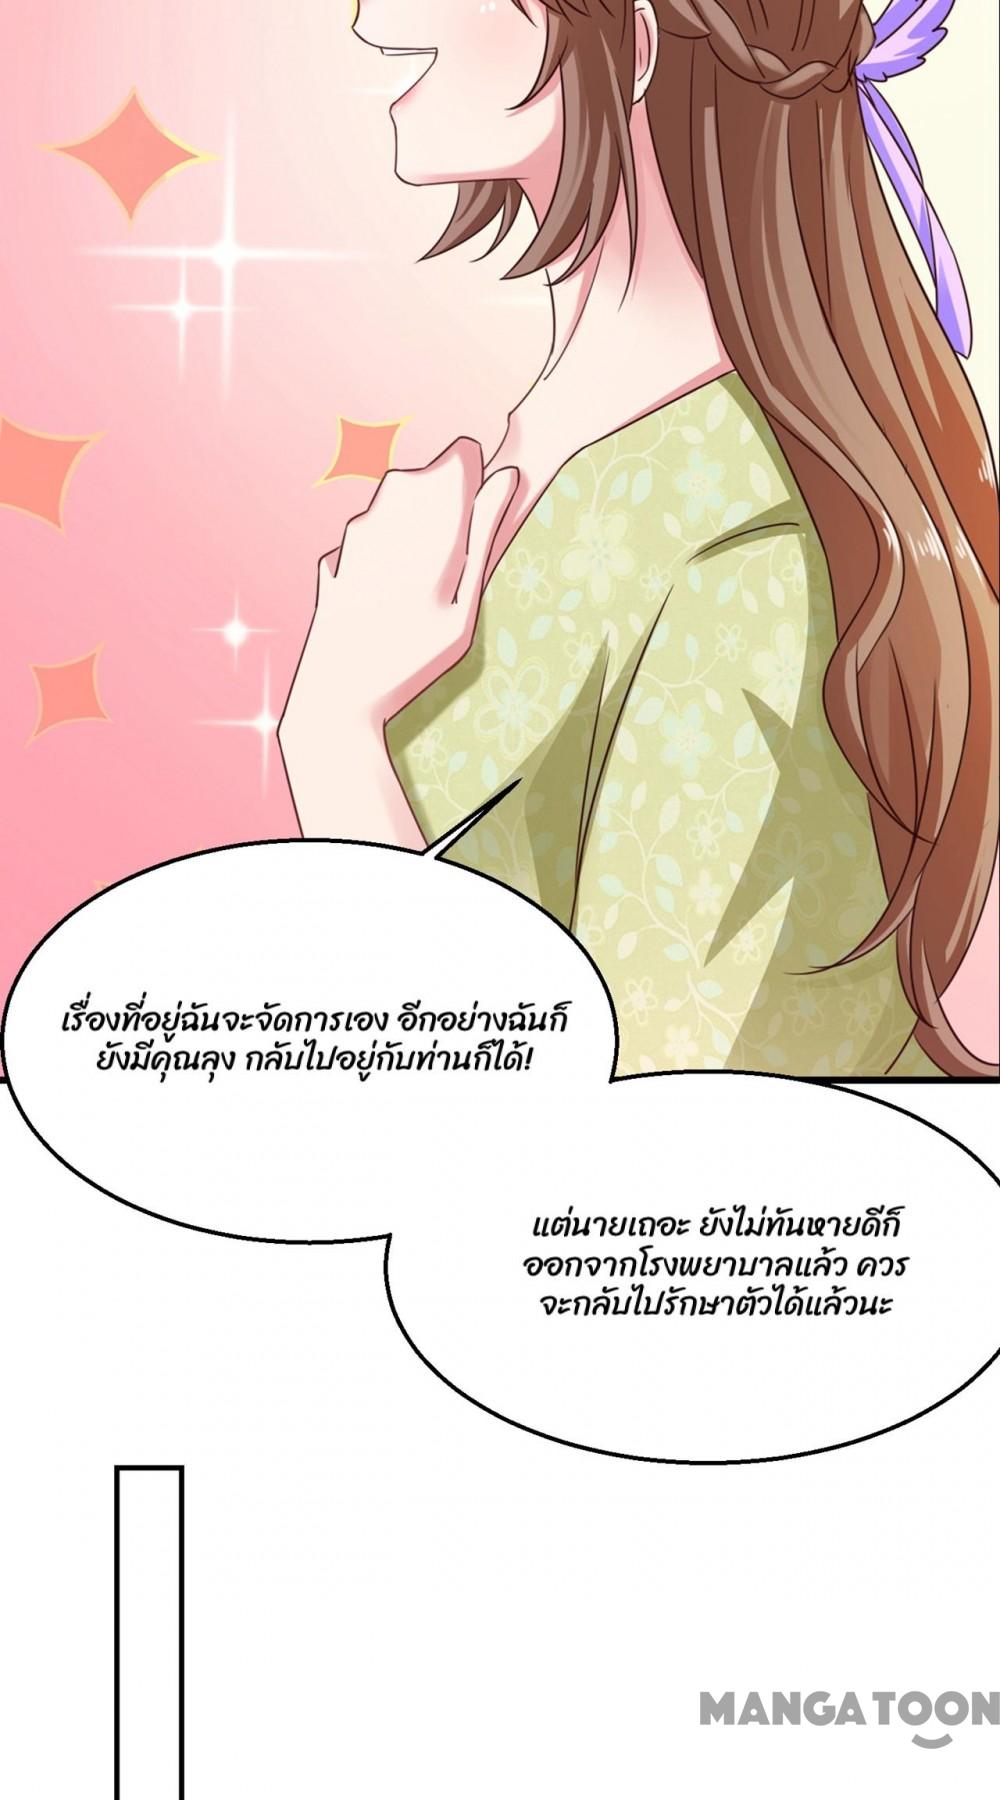 เรื่องที่อยู่ฉันจะจัดการเอง อีกอย่างฉันก็
ยังมีคุณลุง กลับไปอยู่กับท่านก็ได้!
แต่นายเถอะ ยังไม่ทันหายดีก็
ออกจากโรงพยาบาลแล้ว ควร
จะกลับไปรักษาตัวได้แล้วนะ
MANGATOON